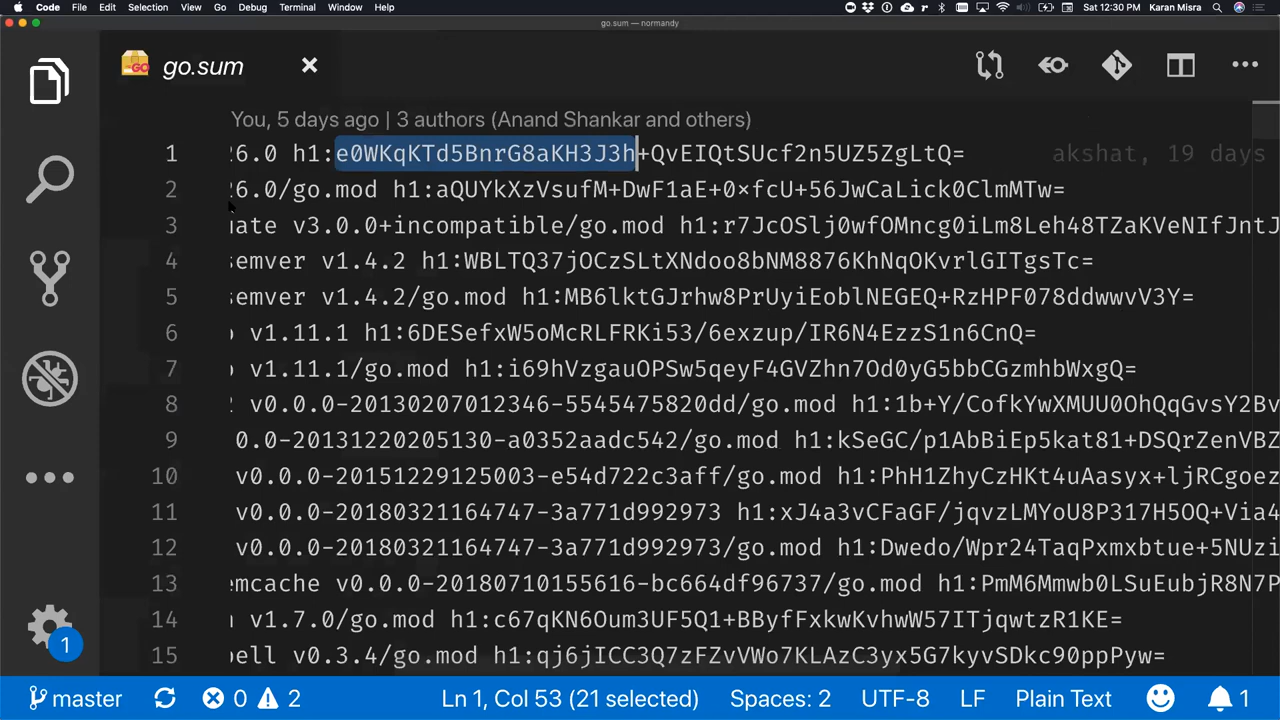 Code File Edit Selection View Go Debug Terminal Window Help Sat 12:30 PM Karan Misra
go.sum — normandy
go.sum
You, 5 days ago | 3 authors (Anand Shankar and others)
1 26.0 h1:e0WKqKTd5BnrG8aKH3J3h+QvEIQtSUcf2n5UZ5ZgLtQ= akshat, 19 days
2 26.0/go.mod h1:aQUYkXzVsufM+DwF1aE+0×fcU+56JwCaLick0ClmMTw=
3 ate v3.0.0+incompatible/go.mod h1:r7JcOSlj0wfOMncg0iLm8Leh48TZaKVeNIfJntJ
4 semver v1.4.2 h1:WBLTQ37jOCzSLtXNdoo8bNM8876KhNqOKvrlGITgsTc=
5 semver v1.4.2/go.mod h1:MB6lktGJrhw8PrUyiEoblNEGEQ+RzHPF078ddwwvV3Y=
6 v1.11.1 h1:6DESefxW5oMcRLFRKi53/6exzup/IR6N4EzzS1n6CnQ=
7 v1.11.1/go.mod h1:i69hVzgauOPSw5qeyF4GVZhn7Od0yG5bbCGzmhbWxgQ=
8 v0.0.0-20130207012346-5545475820dd/go.mod h1:1b+Y/CofkYwXMUU0OhQqGvsY2Bv
9 0.0-20131220205130-a0352aadc542/go.mod h1:kSeGC/p1AbBiEp5kat81+DSQrZenVBZ
10 v0.0.0-20151229125003-e54d722c3aff/go.mod h1:PhH1ZhyCzHKt4uAasyx+ljRCgoez
11 v0.0.0-20180321164747-3a771d992973 h1:xJ4a3vCFaGF/jqvzLMYoU8P317H5OQ+Via4
12 v0.0.0-20180321164747-3a771d992973/go.mod h1:Dwedo/Wpr24TaqPxmxbtue+5NUzi
13 emcache v0.0.0-20180710155616-bc664df96737/go.mod h1:PmM6Mmwb0LSuEubjR8N7P
14 v1.7.0/go.mod h1:c67qKN6Oum3UF5Q1+BByfFxkwKvhwW57ITjqwtzR1KE=
15 pell v0.3.4/go.mod h1:qj6jICC3Q7zFZvVWo7KLAzC3yx5G7kyvSDkc90ppPyw=
1
master 0 2 Ln 1, Col 53 (21 selected) Spaces: 2 UTF-8 LF Plain Text 1